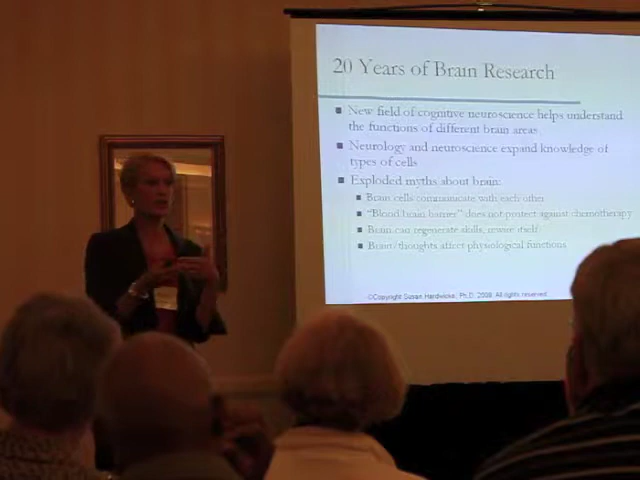 20 Years of Brain Research
New field of cognitive neuroscience helps understand
the functions of different brain areas
Neurology and neuroscience expand knowledge of
types of cells
Exploded myths about brain:
Brain cells communicate with each other
"Blood brain barrier" does not protect against chemotherapy
Brain can regenerate skills, rewire itself
Brain/thoughts affect physiological functions
©Copyright Susan Hardwicke, Ph.D. 2008. All rights reserved.